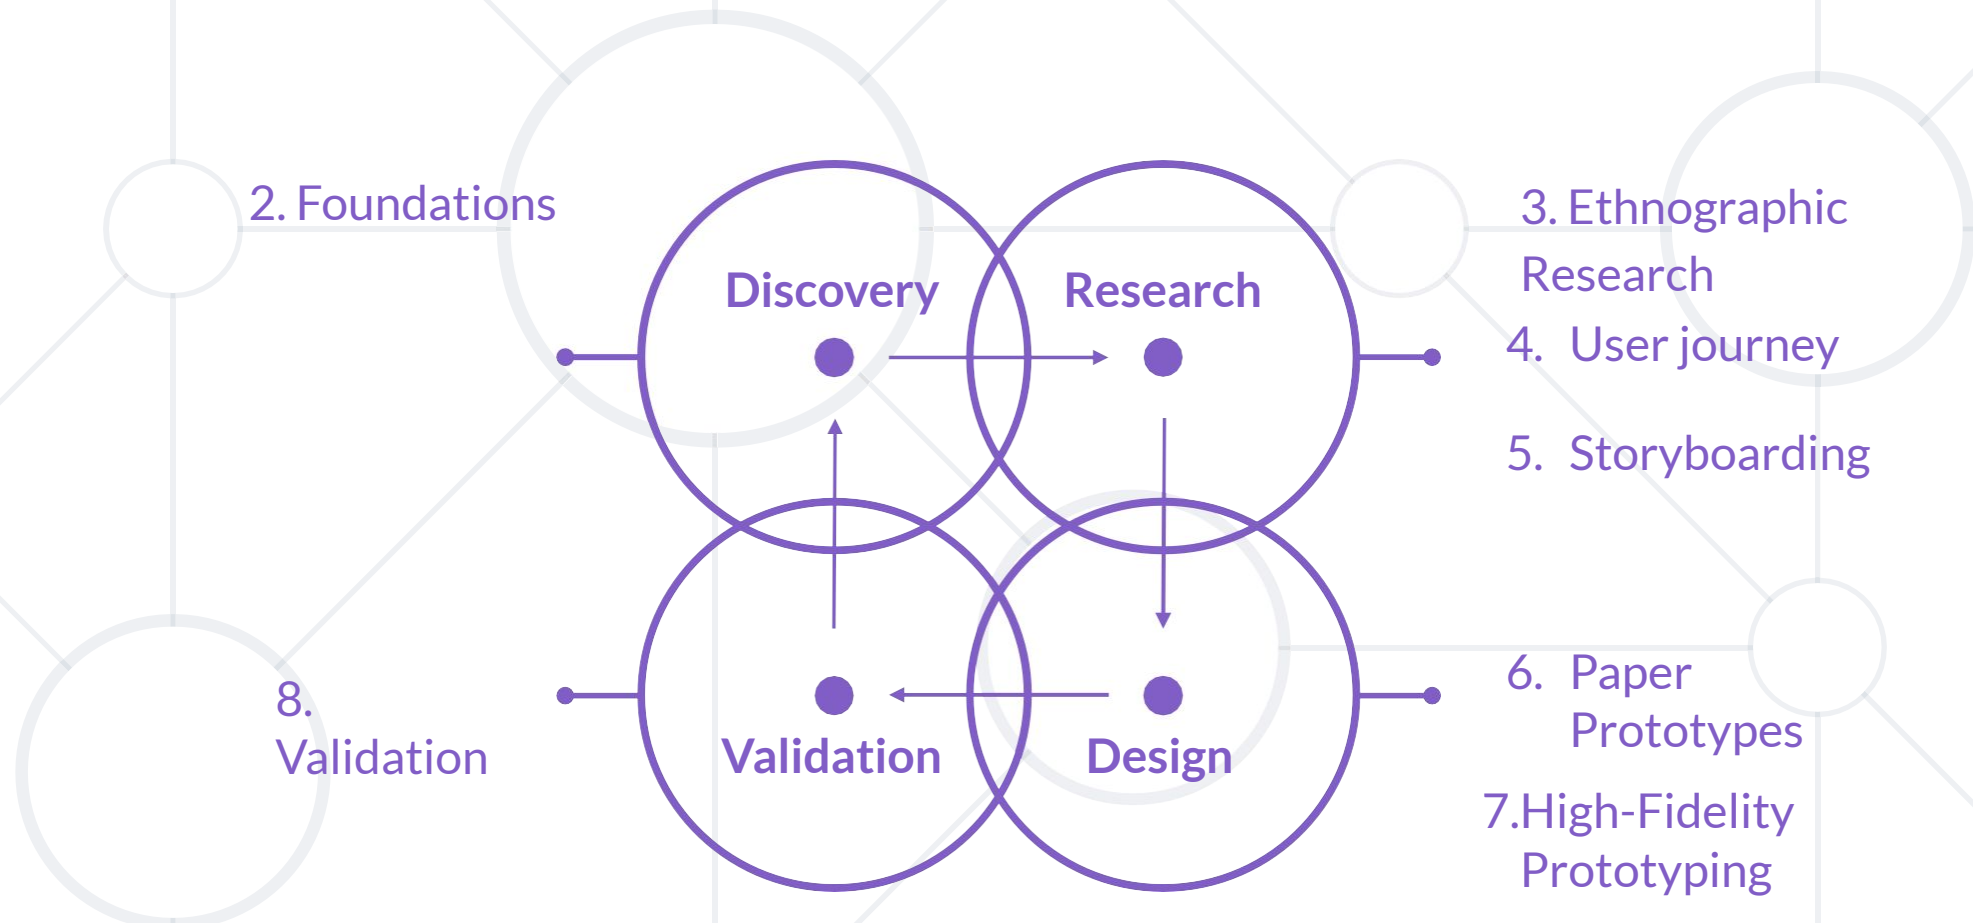 2. Foundations
Discovery
Research
3. Ethnographic
Research
4. User journey
5. Storyboarding
8.
Validation
Validation
Design
6. Paper
Prototypes
7.High-Fidelity
Prototyping